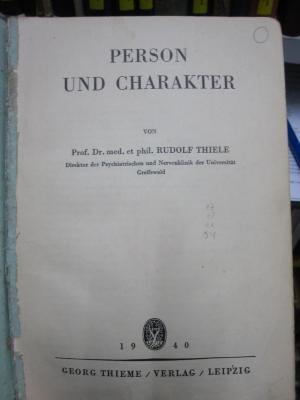 PERSON
UND CHARAKTER
VON
Prof. Dr. med. et phil. RUDOLF THIELE
Direktor der Psychiatrischen und Nervenklinik der Universität
Greifswald
1940
GEORG THIEME / VERLAG / LEIPZIG